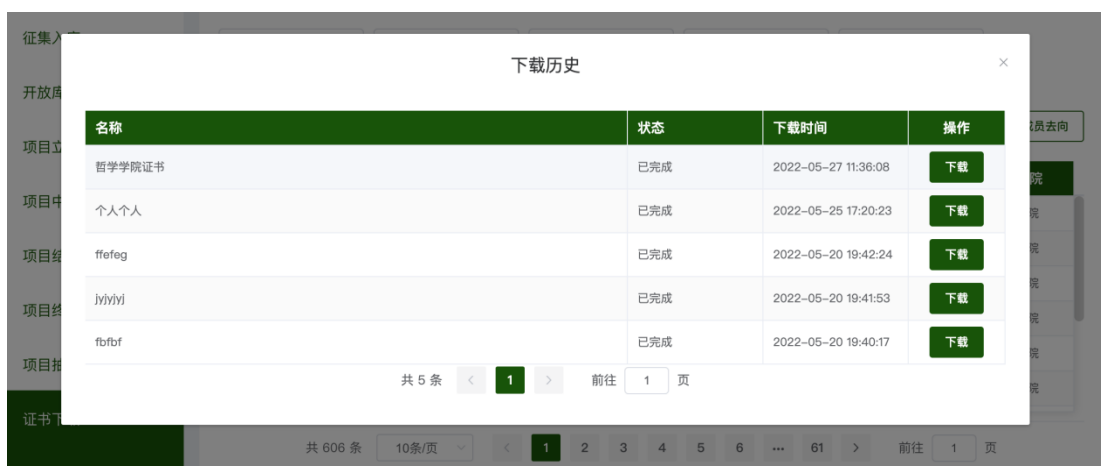 征集入
下载历史
×
开放库
名称 状态 下载时间 操作
员去向
项目立
哲学学院证书 已完成 2022-05-27 11:36:08 下载
院
项目中
个人个人 已完成 2022-05-25 17:20:23 下载
院
项目结
ffefeg 已完成 2022-05-20 19:42:24 下载
院
jyjyjyj 已完成 2022-05-20 19:41:53 下载
院
项目终
院
fbfbf 已完成 2022-05-20 19:40:17 下载
院
项目抽
共 5 条 < 1 > 前往 1 页
院
证书下
共 606 条 10条/页 < 1 2 3 4 5 6 ... 61 > 前往 1 页